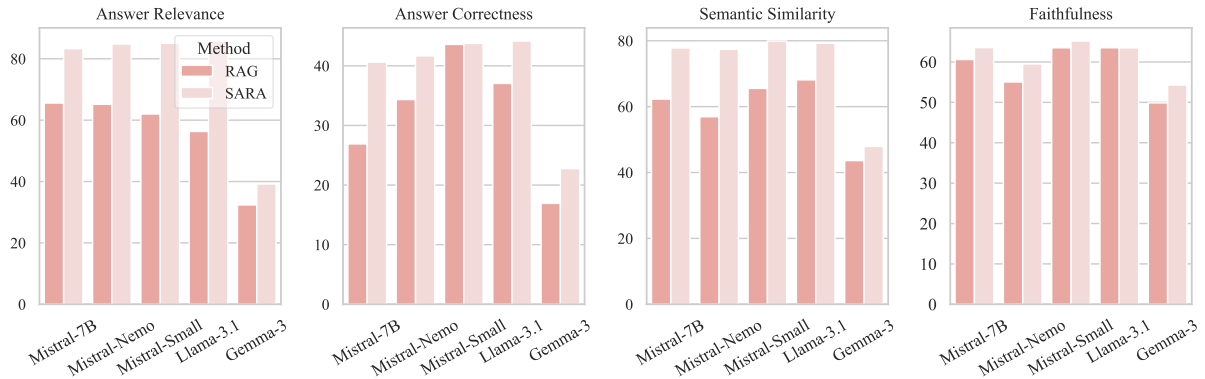 Answer Relevance
80
60
40
20
0
Method
RAG
SARA
Mistral-7B
Mistral-Nemo
Mistral-Small
Llama-3.1
Gemma-3
Answer Correctness
40
30
20
10
0
Mistral-7B
Mistral-Nemo
Mistral-Small
Llama-3.1
Gemma-3
Semantic Similarity
80
60
40
20
0
Mistral-7B
Mistral-Nemo
Mistral-Small
Llama-3.1
Gemma-3
Faithfulness
60
50
40
30
20
10
0
Mistral-7B
Mistral-Nemo
Mistral-Small
Llama-3.1
Gemma-3